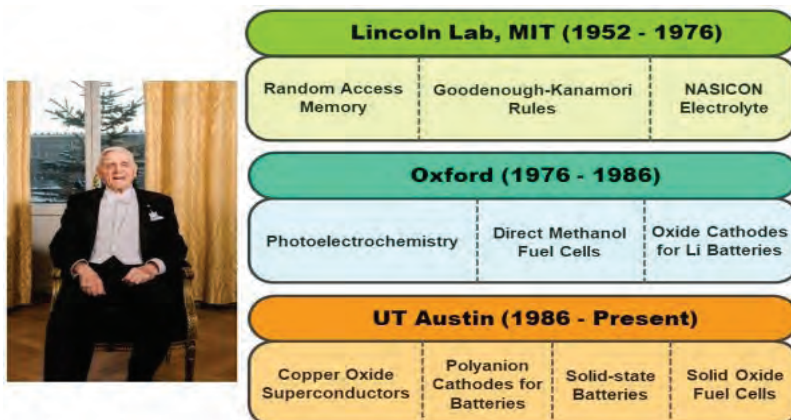 Lincoln Lab, MIT (1952 - 1976)
Random Access
Memory
Goodenough-Kanamori
Rules
NASICON
Electrolyte
Oxford (1976 - 1986)
Photoelectrochemistry
Direct Methanol
Fuel Cells
Oxide Cathodes
for Li Batteries
UT Austin (1986 - Present)
Copper Oxide
Superconductors
Polyanion
Cathodes for
Batteries
Solid-state
Batteries
Solid Oxide
Fuel Cells